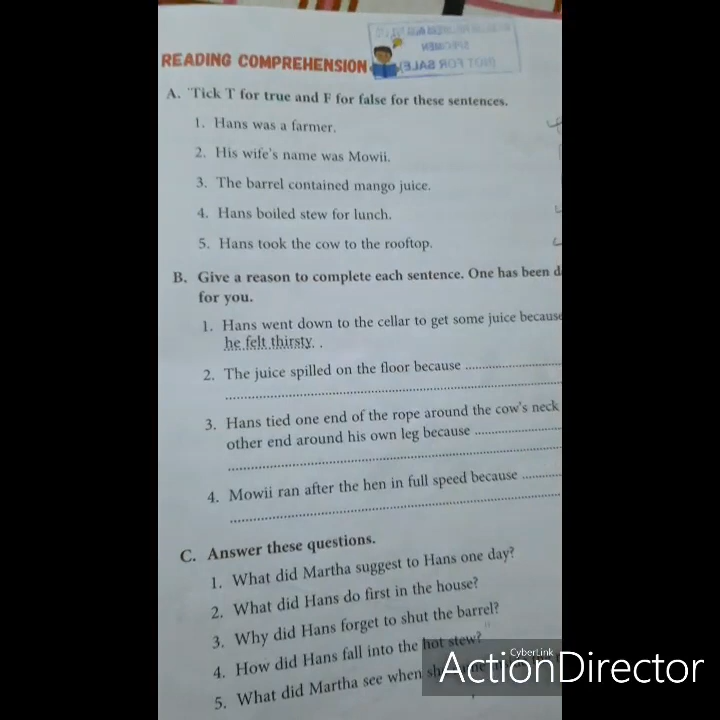 READING COMPREHENSION
A. Tick T for true and F for false for these sentences.
1. Hans was a farmer.
2. His wife's name was Mowii.
3. The barrel contained mango juice.
4. Hans boiled stew for lunch.
5. Hans took the cow to the rooftop.
B. Give a reason to complete each sentence. One has been d
for you.
1. Hans went down to the cellar to get some juice because
he felt thirsty.
2. The juice spilled on the floor because
3. Hans tied one end of the rope around the cow's neck
other end around his own leg because
4. Mowii ran after the hen in full speed because
C. Answer these questions.
1. What did Martha suggest to Hans one day?
2. What did Hans do first in the house?
3. Why did Hans forget to shut the barrel?
4. How did Hans fall into the hot stew?
5. What did Martha see when
CyberLink
ActionDirector
SPECIMEN
(NOT FOR SALE)